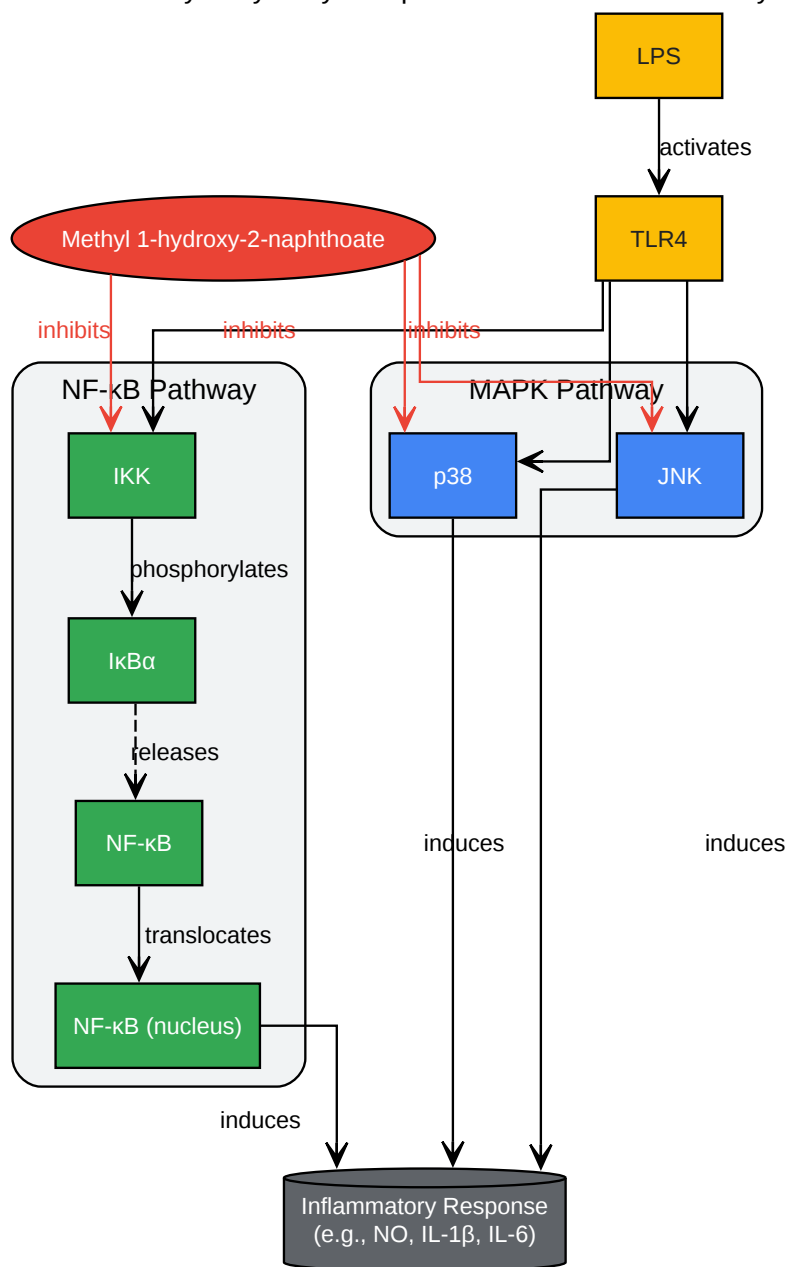 LPS
activates
Methyl 1-hydroxy-2-naphthoate
TLR4
inhibits
inhibits
inhibits
NF-κB Pathway
MAPK Pathway
IKK
p38
JNK
phosphorylates
IκBα
releases
NF-κB
induces
induces
translocates
NF-κB (nucleus)
induces
Inflammatory Response
(e.g., NO, IL-1β, IL-6)